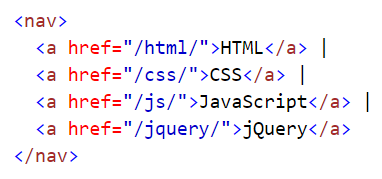 <nav>
  <a href="/html/">HTML</a> |
  <a href="/css/">CSS</a> |
  <a href="/js/">JavaScript</a> |
  <a href="/jquery/">jQuery</a>
</nav>